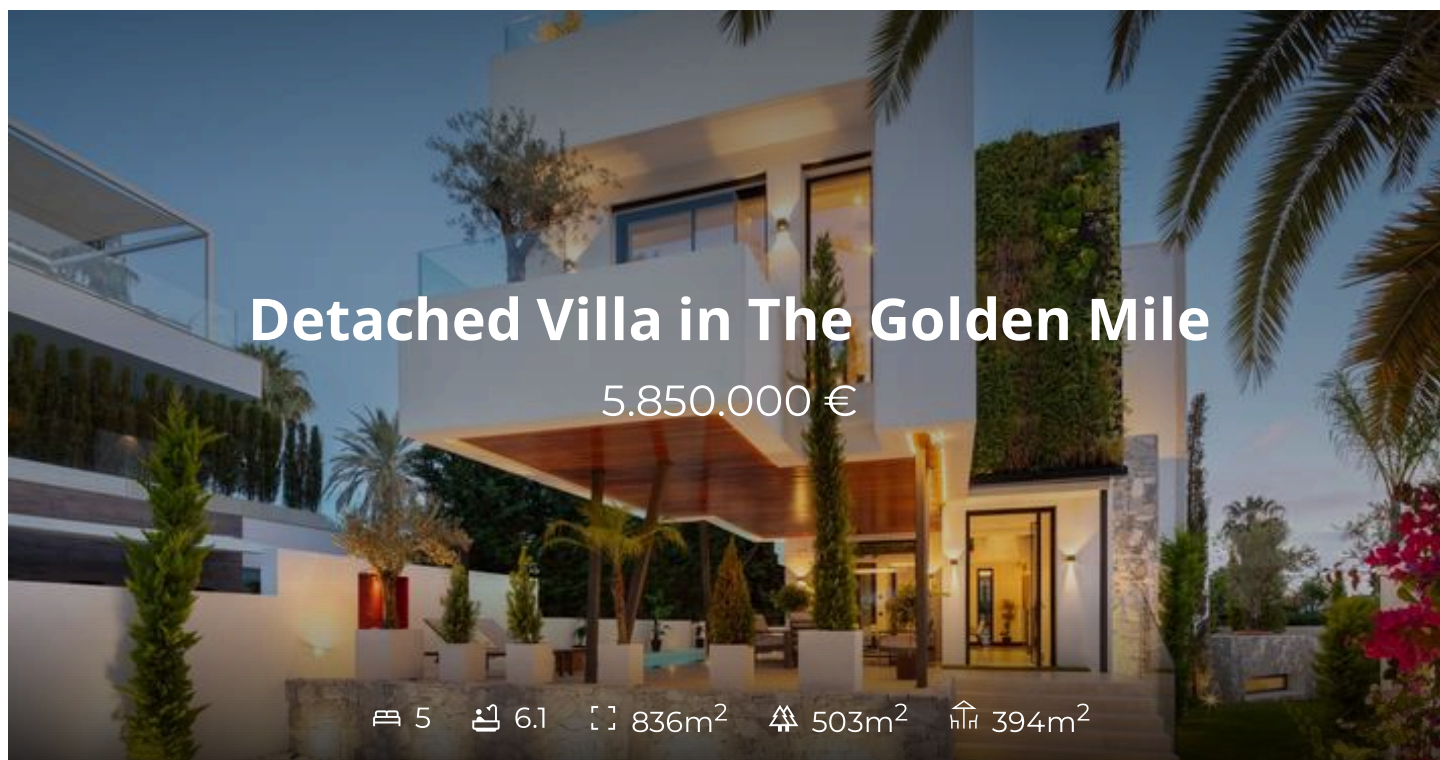 Detached Villa in The Golden Mile
5.850.000 €
5 6.1 836m² 503m² 394m²